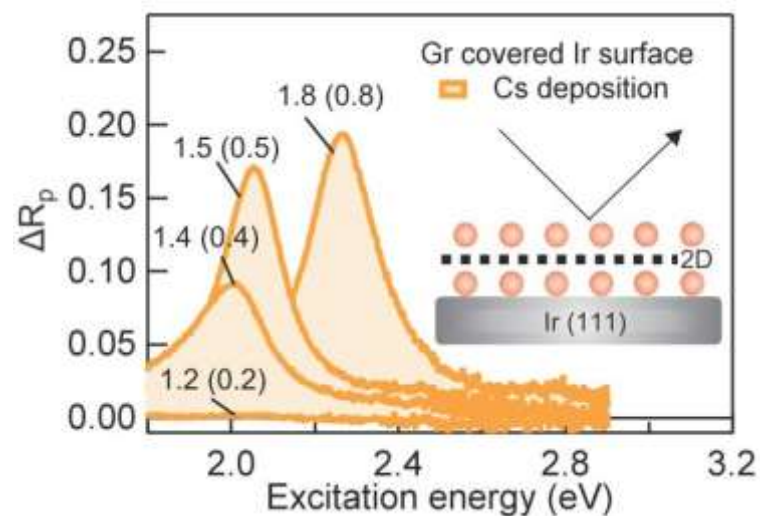 0.25
0.20
0.15
0.10
0.05
0.00
ΔRp
Gr covered Ir surface
Cs deposition
1.8 (0.8)
1.5 (0.5)
1.4 (0.4)
1.2 (0.2)
2D
Ir (111)
2.0
2.4
2.8
3.2
Excitation energy (eV)